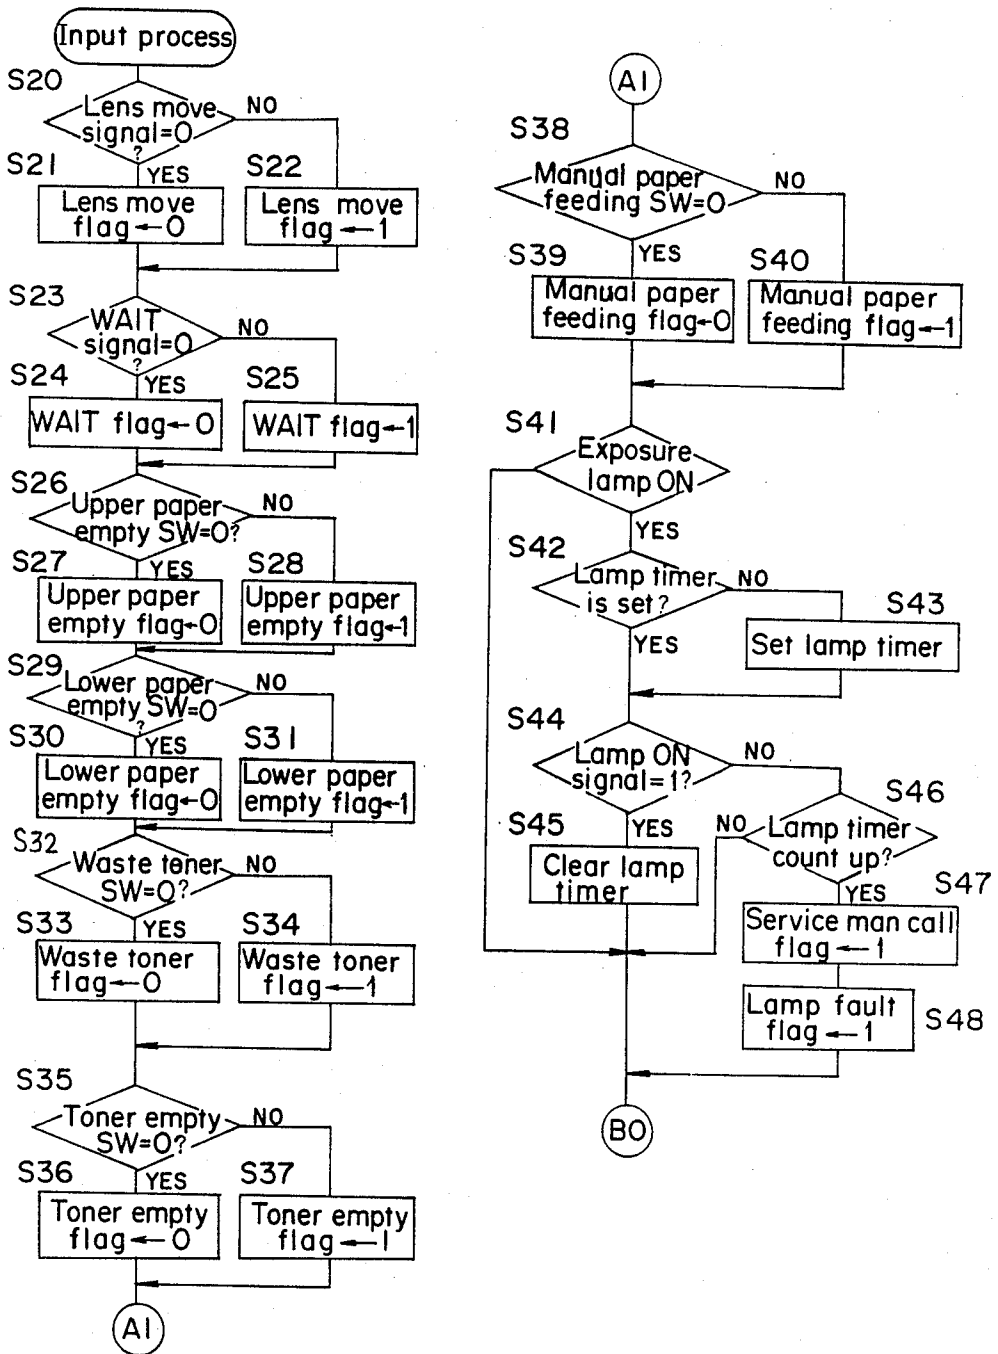 Input process
S20
Lens move
signal=0
?
NO
YES
S21
Lens move
flag←0
S22
Lens move
flag←1
S23
WAIT
signal=0
?
NO
YES
S24
WAIT flag←0
S25
WAIT flag←1
S26
Upper paper
empty SW=0?
NO
YES
S27
Upper paper
empty flag←0
S28
Upper paper
empty flag←1
S29
Lower paper
empty SW=0
?
NO
YES
S30
Lower paper
empty flag←0
S31
Lower paper
empty flag←1
S32
Waste toner
SW=0?
NO
YES
S33
Waste toner
flag←0
S34
Waste toner
flag←1
S35
Toner empty
SW=0?
NO
YES
S36
Toner empty
flag←0
S37
Toner empty
flag←1
A1
A1
S38
Manual paper
feeding SW=0
NO
YES
S39
Manual paper
feeding flag←0
S40
Manual paper
feeding flag←1
S41
Exposure
lamp ON
YES
S42
Lamp timer
is set?
NO
YES
S43
Set lamp timer
S44
Lamp ON
signal=1?
NO
YES
S45
Clear lamp
timer
S46
Lamp timer
count up?
NO
YES
S47
Service man call
flag←1
Lamp fault
flag←1
S48
B0